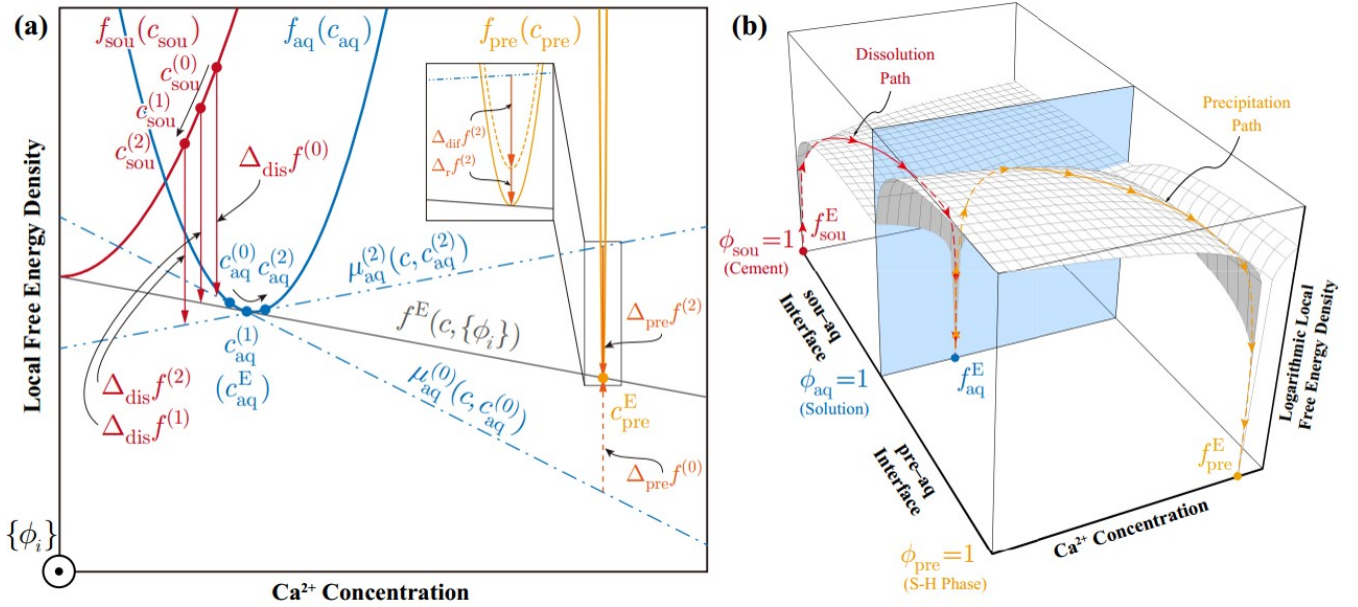 (a)
f_sou(c_sou)
f_aq(c_aq)
f_pre(c_pre)
c_sou^(0)
c_sou^(1)
c_sou^(2)
Δ_dif f^(2)
Δ_r f^(2)
Δ_dis f^(0)
c_aq^(0) c_aq^(2)
μ_aq^(2)(c, c_aq^(2))
f^E(c,{ϕ_i})
Δ_pre f^(2)
c_aq^(1)
(c_aq^E)
μ_aq^(0)(c, c_aq^(0))
c_pre^E
Δ_dis f^(2)
Δ_dis f^(1)
Δ_pre f^(0)
{ϕ_i}
Local Free Energy Density
Ca²⁺ Concentration
(b)
Dissolution
Path
Precipitation
Path
ϕ_sou=1
(Cement)
f_sou^E
sou–aq
Interface
ϕ_aq=1
(Solution)
f_aq^E
pre–aq
Interface
f_pre^E
ϕ_pre=1
(S-H Phase)
Ca²⁺ Concentration
Logarithmic Local
Free Energy Density